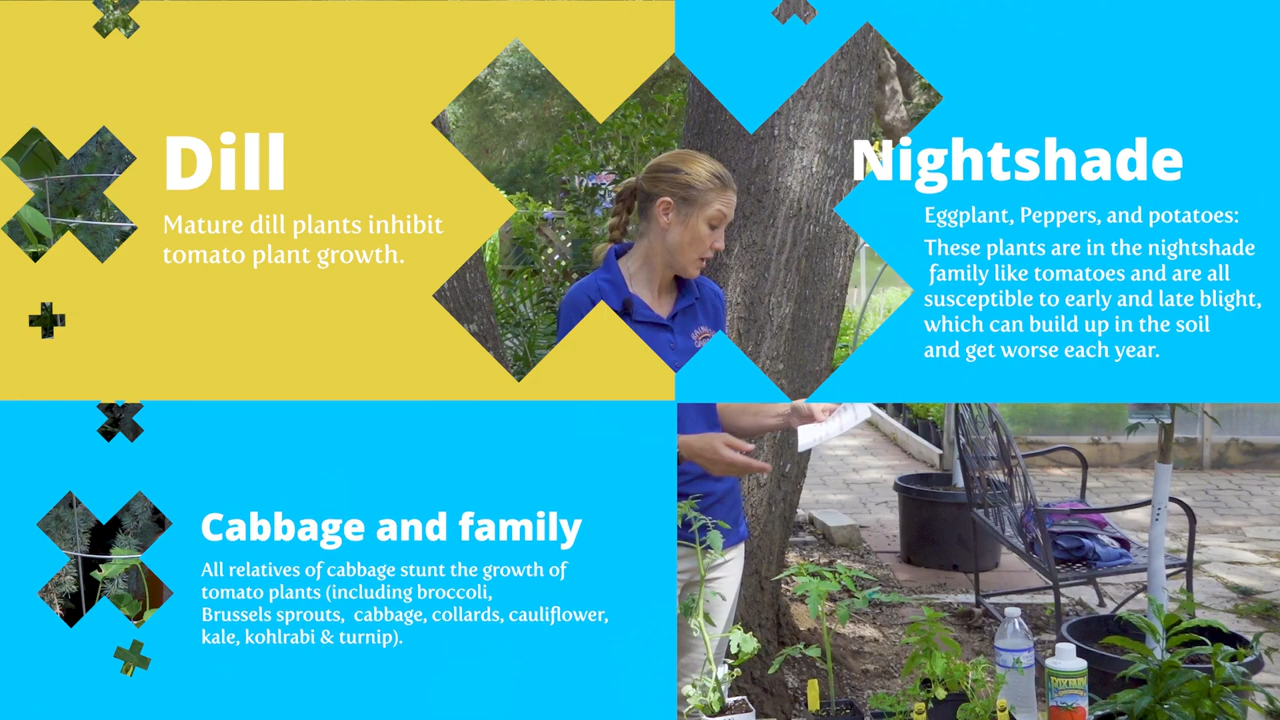 Dill
Mature dill plants inhibit
tomato plant growth.
Nightshade
Eggplant, Peppers, and potatoes:
These plants are in the nightshade
family like tomatoes and are all
susceptible to early and late blight,
which can build up in the soil
and get worse each year.
Cabbage and family
All relatives of cabbage stunt the growth of
tomato plants (including broccoli,
Brussels sprouts, cabbage, collards, cauliflower,
kale, kohlrabi & turnip).
FOXFARM